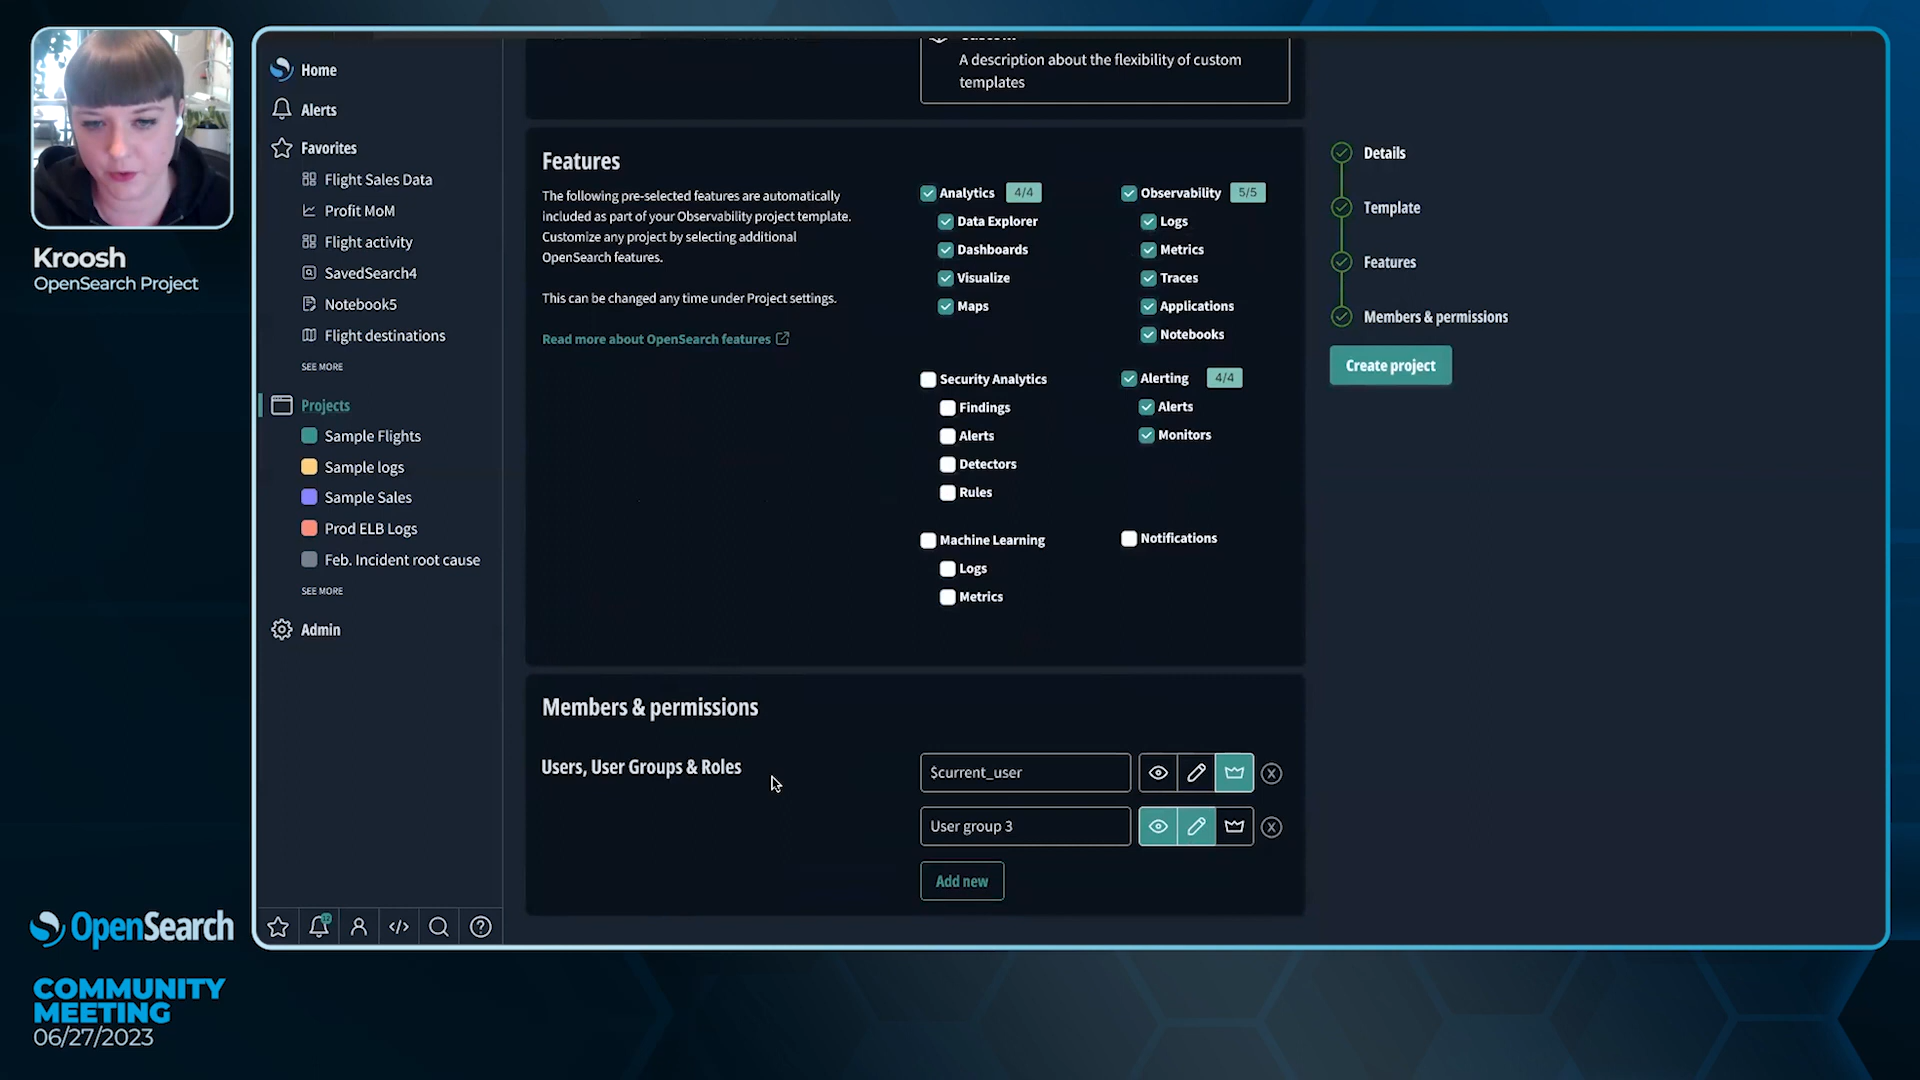 Kroosh
OpenSearch Project
OpenSearch
COMMUNITY
MEETING
06/27/2023
Home
Alerts
Favorites
Flight Sales Data
Profit MoM
Flight activity
SavedSearch4
Notebook5
Flight destinations
SEE MORE
Projects
Sample Flights
Sample logs
Sample Sales
Prod ELB Logs
Feb. Incident root cause
SEE MORE
Admin
A description about the flexibility of custom
templates
Features
The following pre-selected features are automatically
included as part of your Observability project template.
Customize any project by selecting additional
OpenSearch features.
This can be changed any time under Project settings.
Read more about OpenSearch features
Analytics 4/4
Data Explorer
Dashboards
Visualize
Maps
Observability 5/5
Logs
Metrics
Traces
Applications
Notebooks
Security Analytics
Findings
Alerts
Detectors
Rules
Alerting 4/4
Alerts
Monitors
Machine Learning
Logs
Metrics
Notifications
Members & permissions
Users, User Groups & Roles
$current_user
User group 3
Add new
Details
Template
Features
Members & permissions
Create project